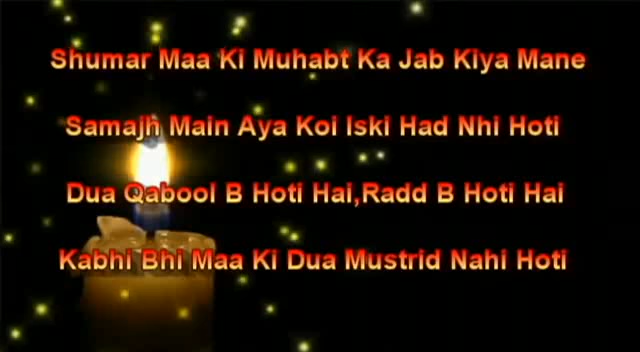 Shumar Maa Ki Muhabt Ka Jab Kiya Mane
Samajh Main Aya Koi Iski Had Nhi Hoti
Dua Qabool B Hoti Hai,Radd B Hoti Hai
Kabhi Bhi Maa Ki Dua Mustrid Nahi Hoti